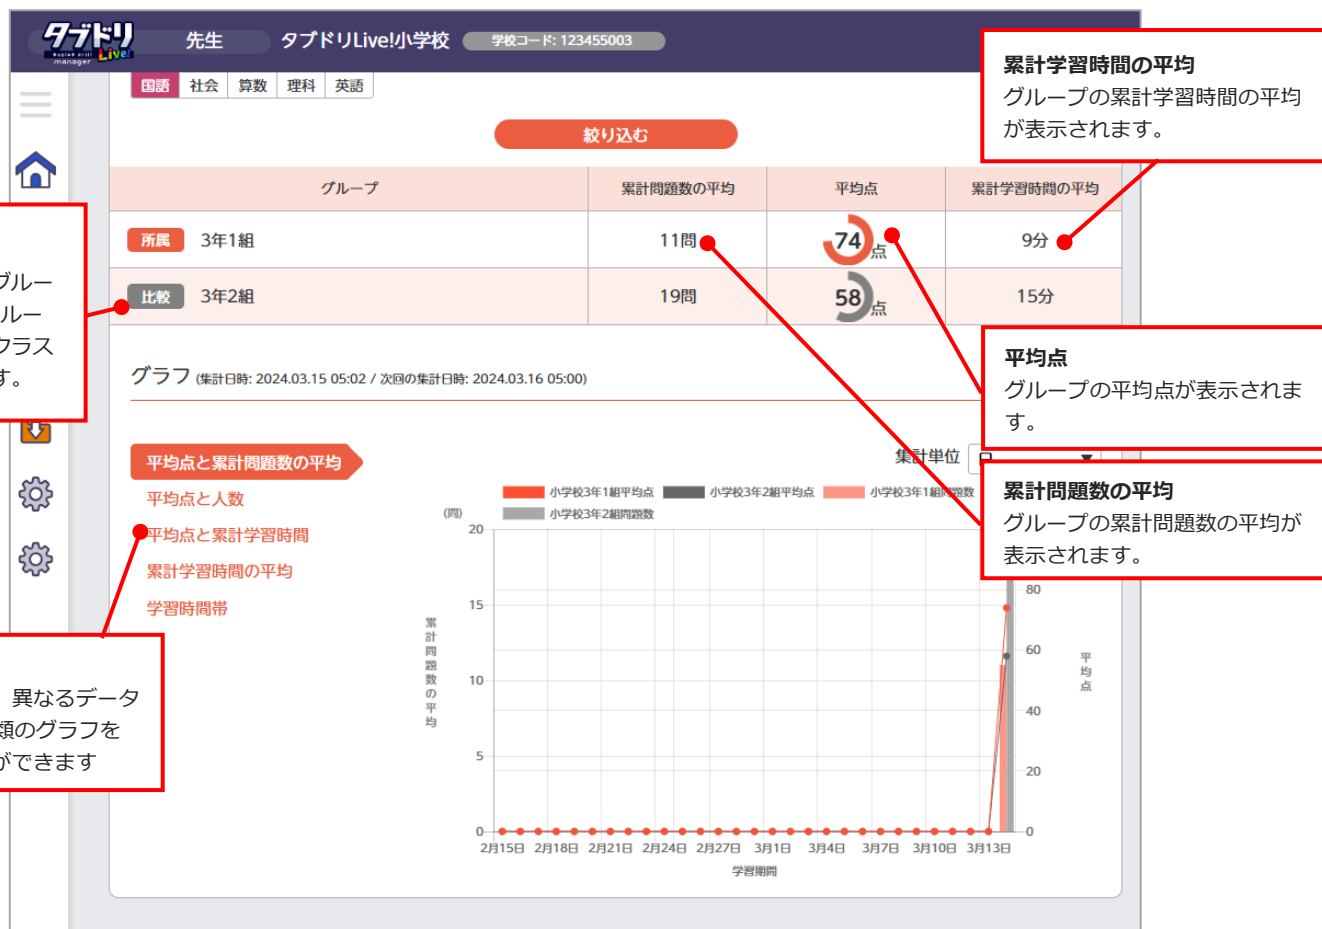 タブドリ
Live!
tablet drill
manager
先生
タブドリLive!小学校
学校コード: 123455003
国語 社会 算数 理科 英語
絞り込む
グループ 累計問題数の平均 平均点 累計学習時間の平均
所属 3年1組 11問 74点 9分
比較 3年2組 19問 58点 15分
累計学習時間の平均
グループの累計学習時間の平均
が表示されます。
グルー
ルー
クラス
す。
平均点
グループの平均点が表示されま
す。
累計問題数の平均
グループの累計問題数の平均が
表示されます。
グラフ (集計日時: 2024.03.15 05:02 / 次回の集計日時: 2024.03.16 05:00)
平均点と累計問題数の平均
平均点と人数
平均点と累計学習時間
累計学習時間の平均
学習時間帯
集計単位
小学校3年1組平均点 小学校3年2組平均点 小学校3年1組問題数
小学校3年2組問題数
(問)
20
15
10
5
0
累計問題数の平均
80
60
40
20
0
平均点
2月15日 2月18日 2月21日 2月24日 2月27日 3月1日 3月4日 3月7日 3月10日 3月13日
学習期間
異なるデータ
類のグラフを
ができます